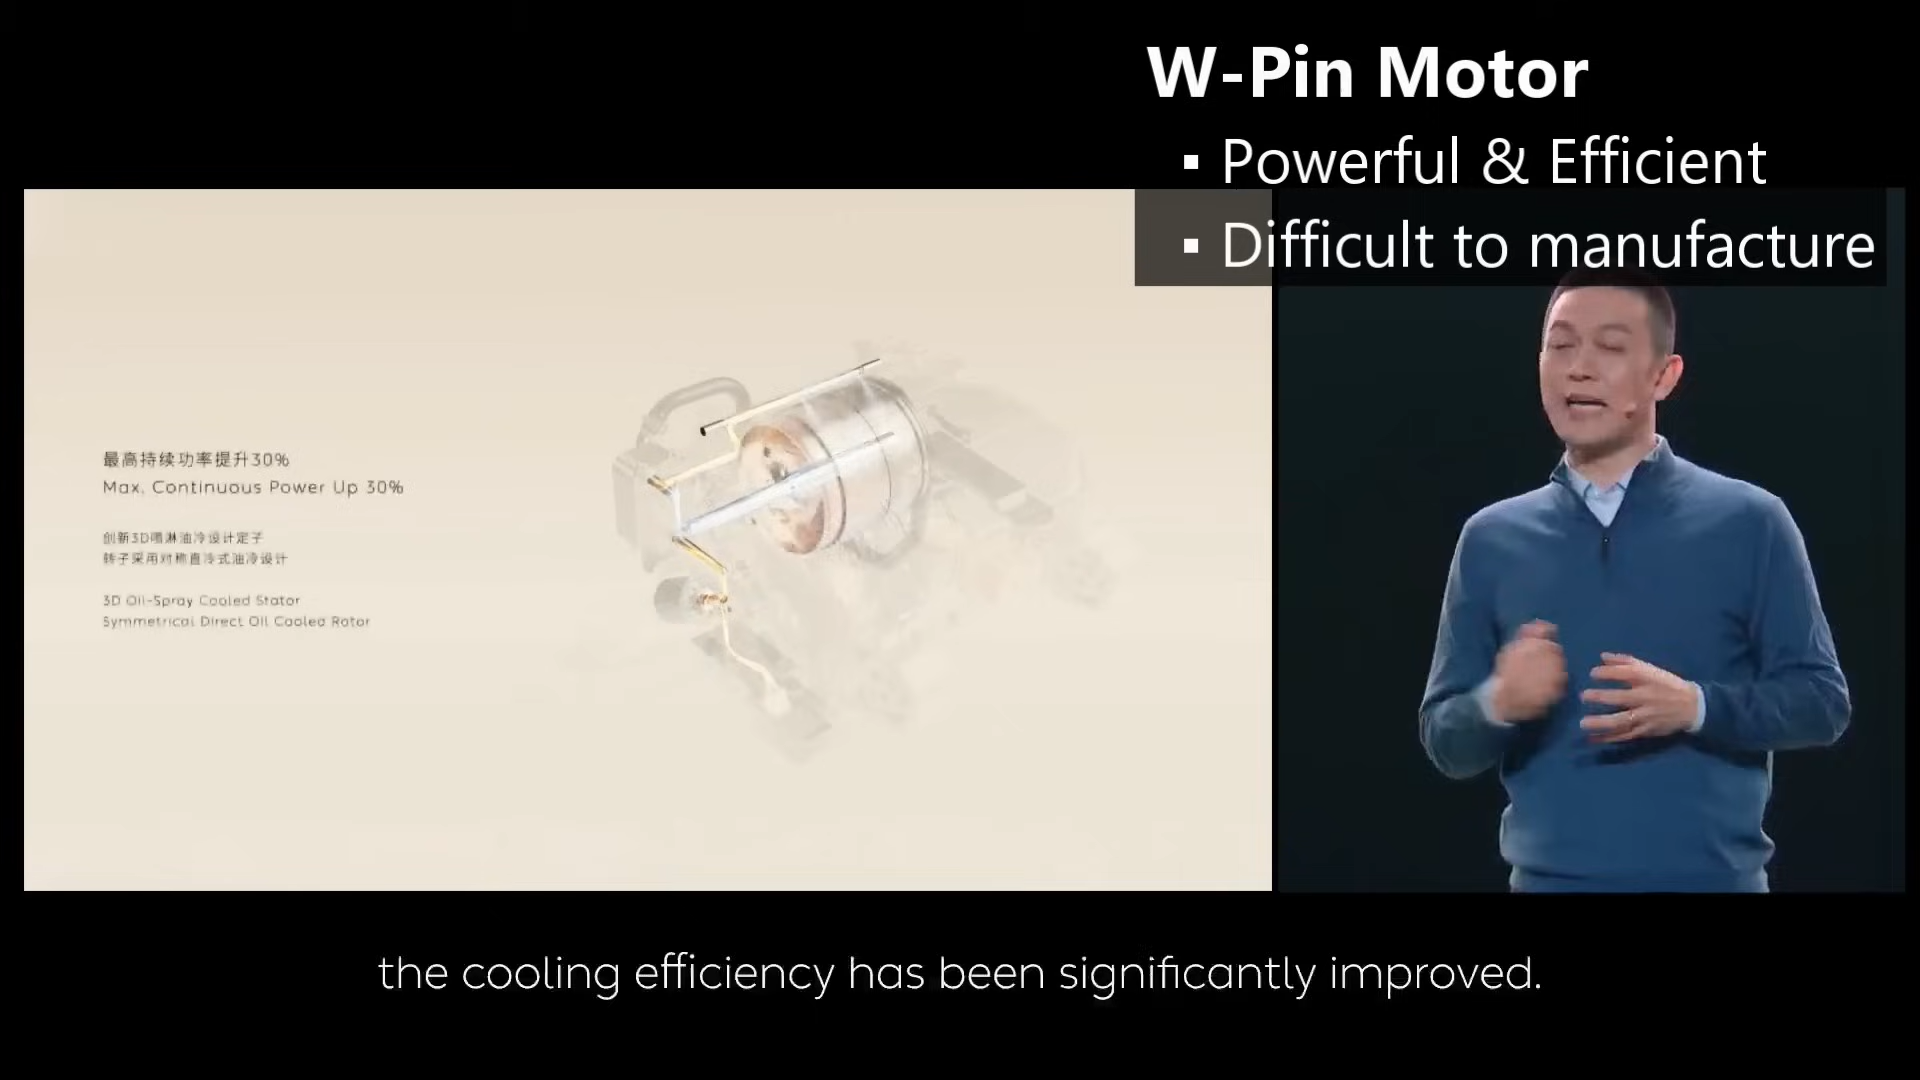 W-Pin Motor
▪ Powerful & Efficient
▪ Difficult to manufacture
最高持续功率提升30%
Max. Continuous Power Up 30%
创新3D喷淋油冷设计定子
转子采用对称直冷式油冷设计
3D Oil-Spray Cooled Stator
Symmetrical Direct Oil Cooled Rotor
the cooling efficiency has been significantly improved.